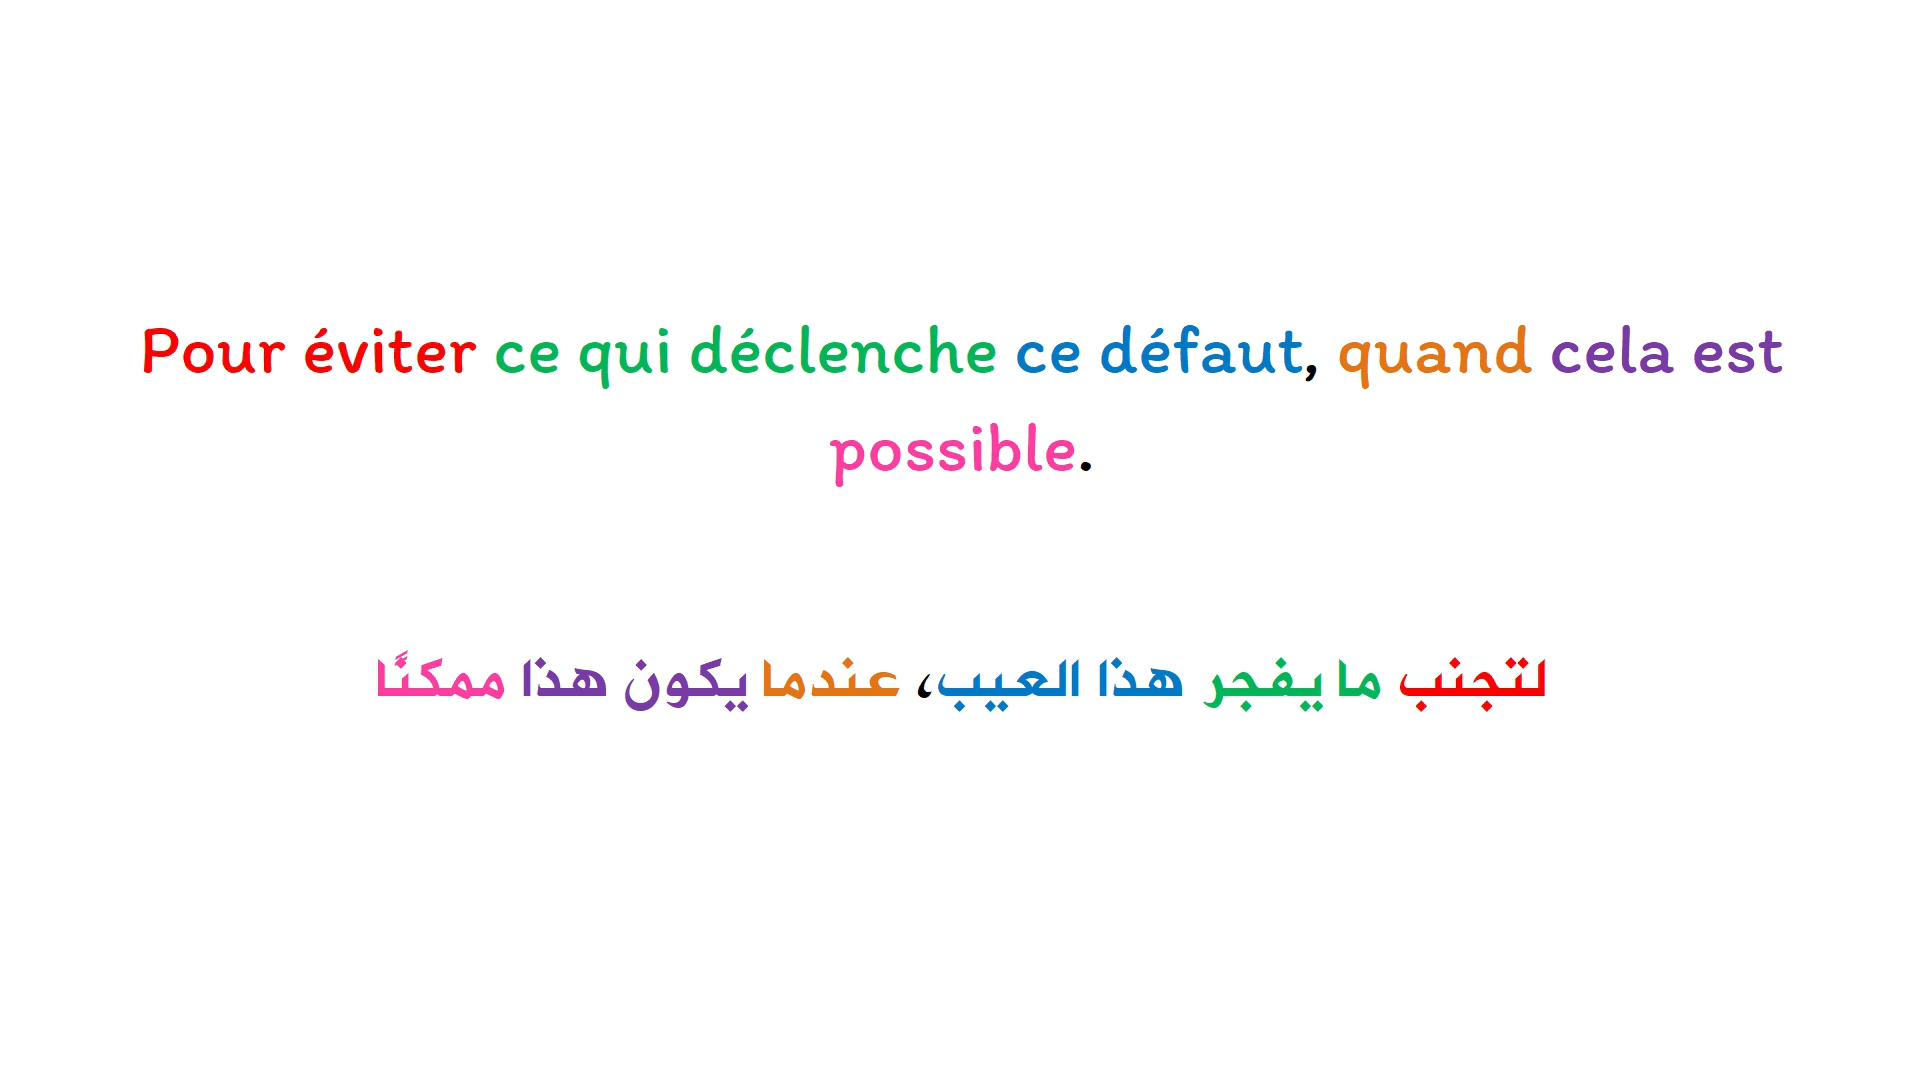 Pour éviter ce qui déclenche ce défaut, quand cela est
possible.
لتجنب ما يفجر هذا العيب، عندما يكون هذا ممكنًا